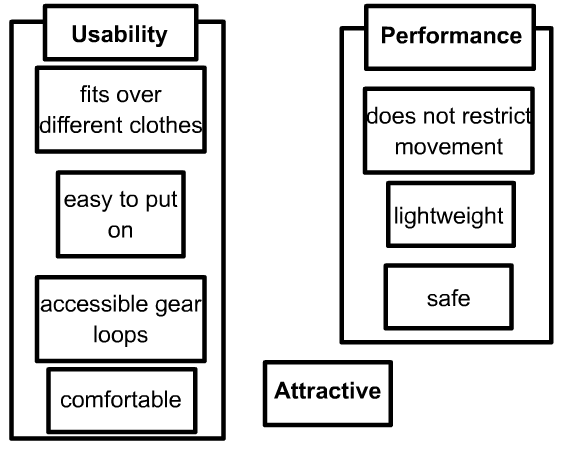 Usability
fits over
different clothes
easy to put
on
accessible gear
loops
comfortable
Performance
does not restrict
movement
lightweight
safe
Attractive